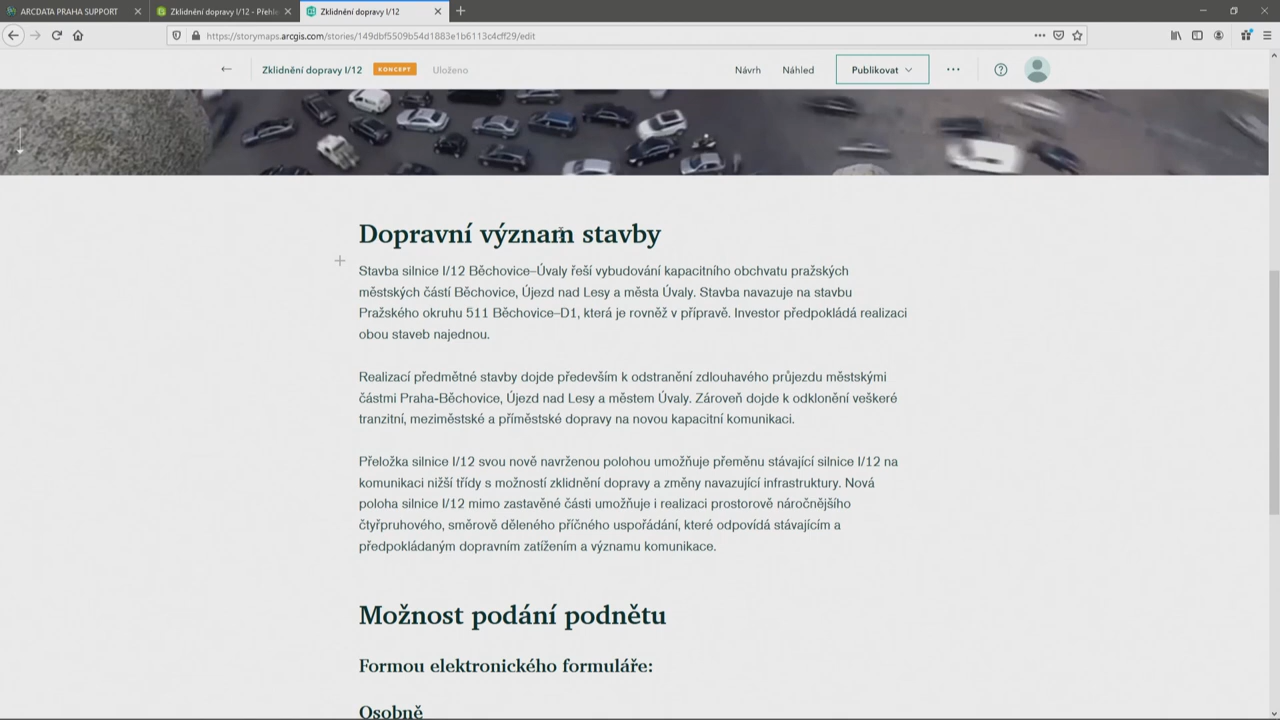 ARCDATA PRAHA SUPPORT
Zklidnění dopravy I/12 - Přehle
Zklidnění dopravy I/12
https://storymaps.arcgis.com/stories/149dbf5509b54d1883e1b6113c4cff29/edit
Zklidnění dopravy I/12
KONCEPT
Uloženo
Návrh
Náhled
Publikovat
Dopravní význam stavby
Stavba silnice I/12 Běchovice–Úvaly řeší vybudování kapacitního obchvatu pražských
městských částí Běchovice, Újezd nad Lesy a města Úvaly. Stavba navazuje na stavbu
Pražského okruhu 511 Běchovice–D1, která je rovněž v přípravě. Investor předpokládá realizaci
obou staveb najednou.
Realizací předmětné stavby dojde především k odstranění zdlouhavého průjezdu městskými
částmi Praha-Běchovice, Újezd nad Lesy a městem Úvaly. Zároveň dojde k odklonění veškeré
tranzitní, meziměstské a příměstské dopravy na novou kapacitní komunikaci.
Přeložka silnice I/12 svou nově navrženou polohou umožňuje přeměnu stávající silnice I/12 na
komunikaci nižší třídy s možností zklidnění dopravy a změny navazující infrastruktury. Nová
poloha silnice I/12 mimo zastavěné části umožňuje i realizaci prostorově náročnějšího
čtyřpruhového, směrově děleného příčného uspořádání, které odpovídá stávajícím a
předpokládaným dopravním zatížením a významu komunikace.
Možnost podání podnětu
Formou elektronického formuláře:
Osobně